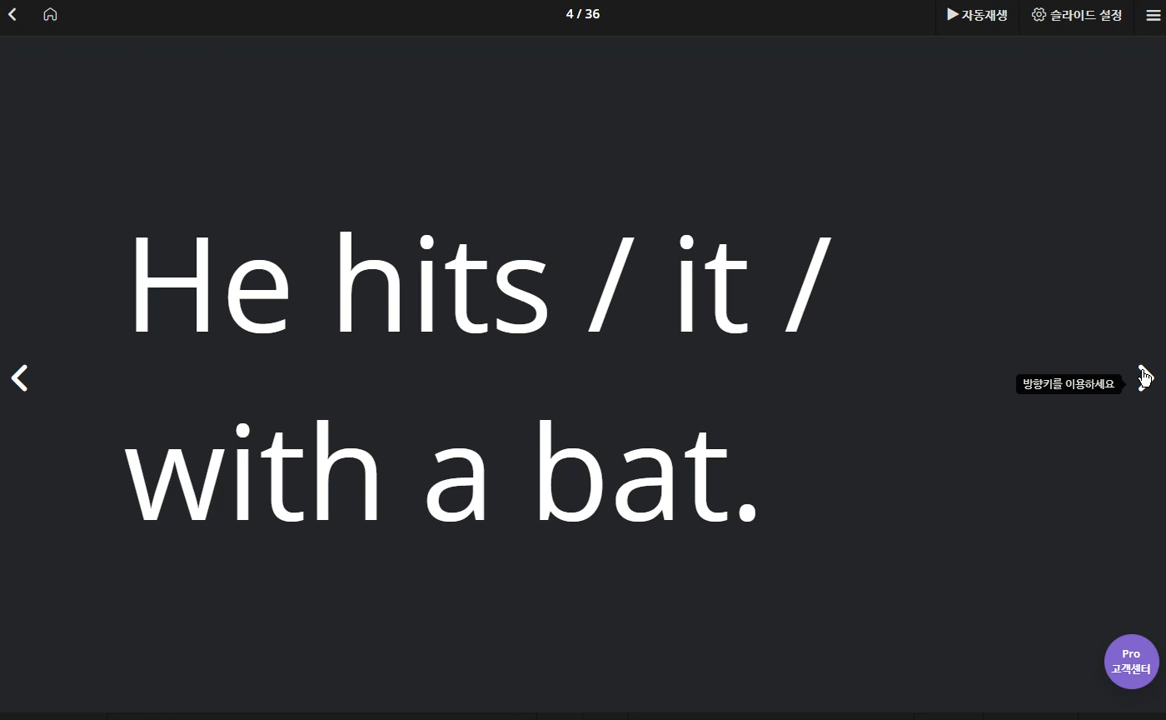 4 / 36
자동재생
슬라이드 설정
He hits / it /
with a bat.
방향키를 이용하세요
Pro
고객센터